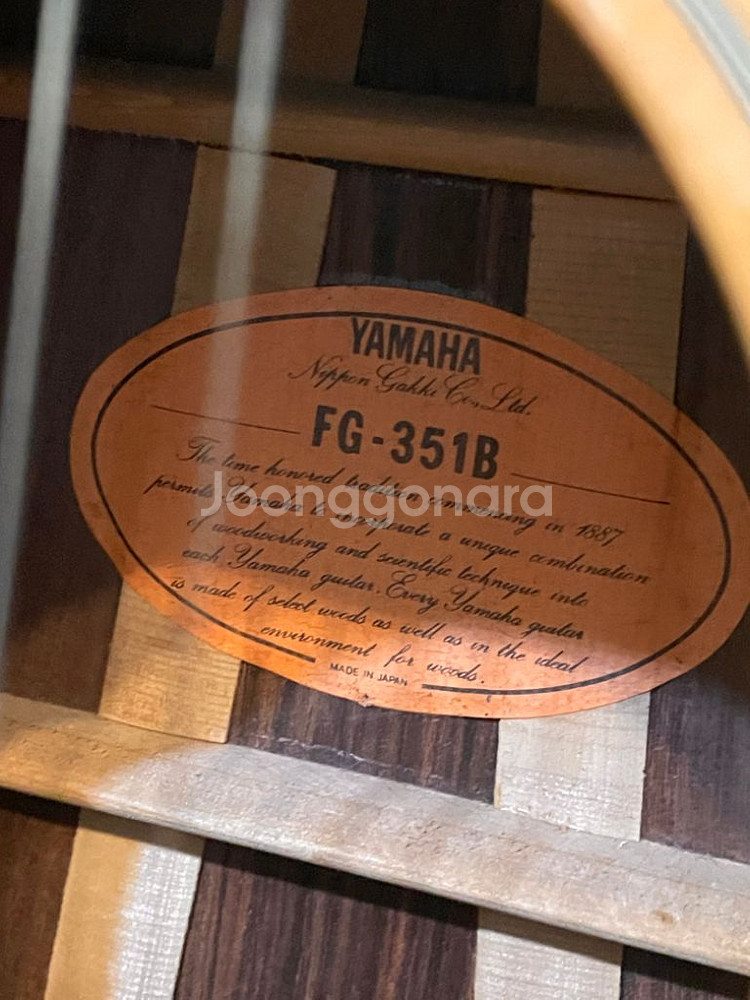 YAMAHA
Nippon Gakki Co., Ltd.
FG-351B
The time honored tradition commencing in 1887
permits Yamaha to incorporate a unique combination
of woodworking and scientific technique into
each Yamaha guitar. Every Yamaha guitar
is made of select woods as well as in the ideal
environment for woods.
MADE IN JAPAN
Joonggonara